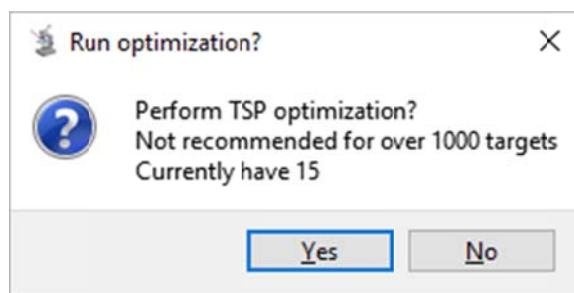 Run optimization?
Perform TSP optimization?
Not recommended for over 1000 targets
Currently have 15
Yes
No